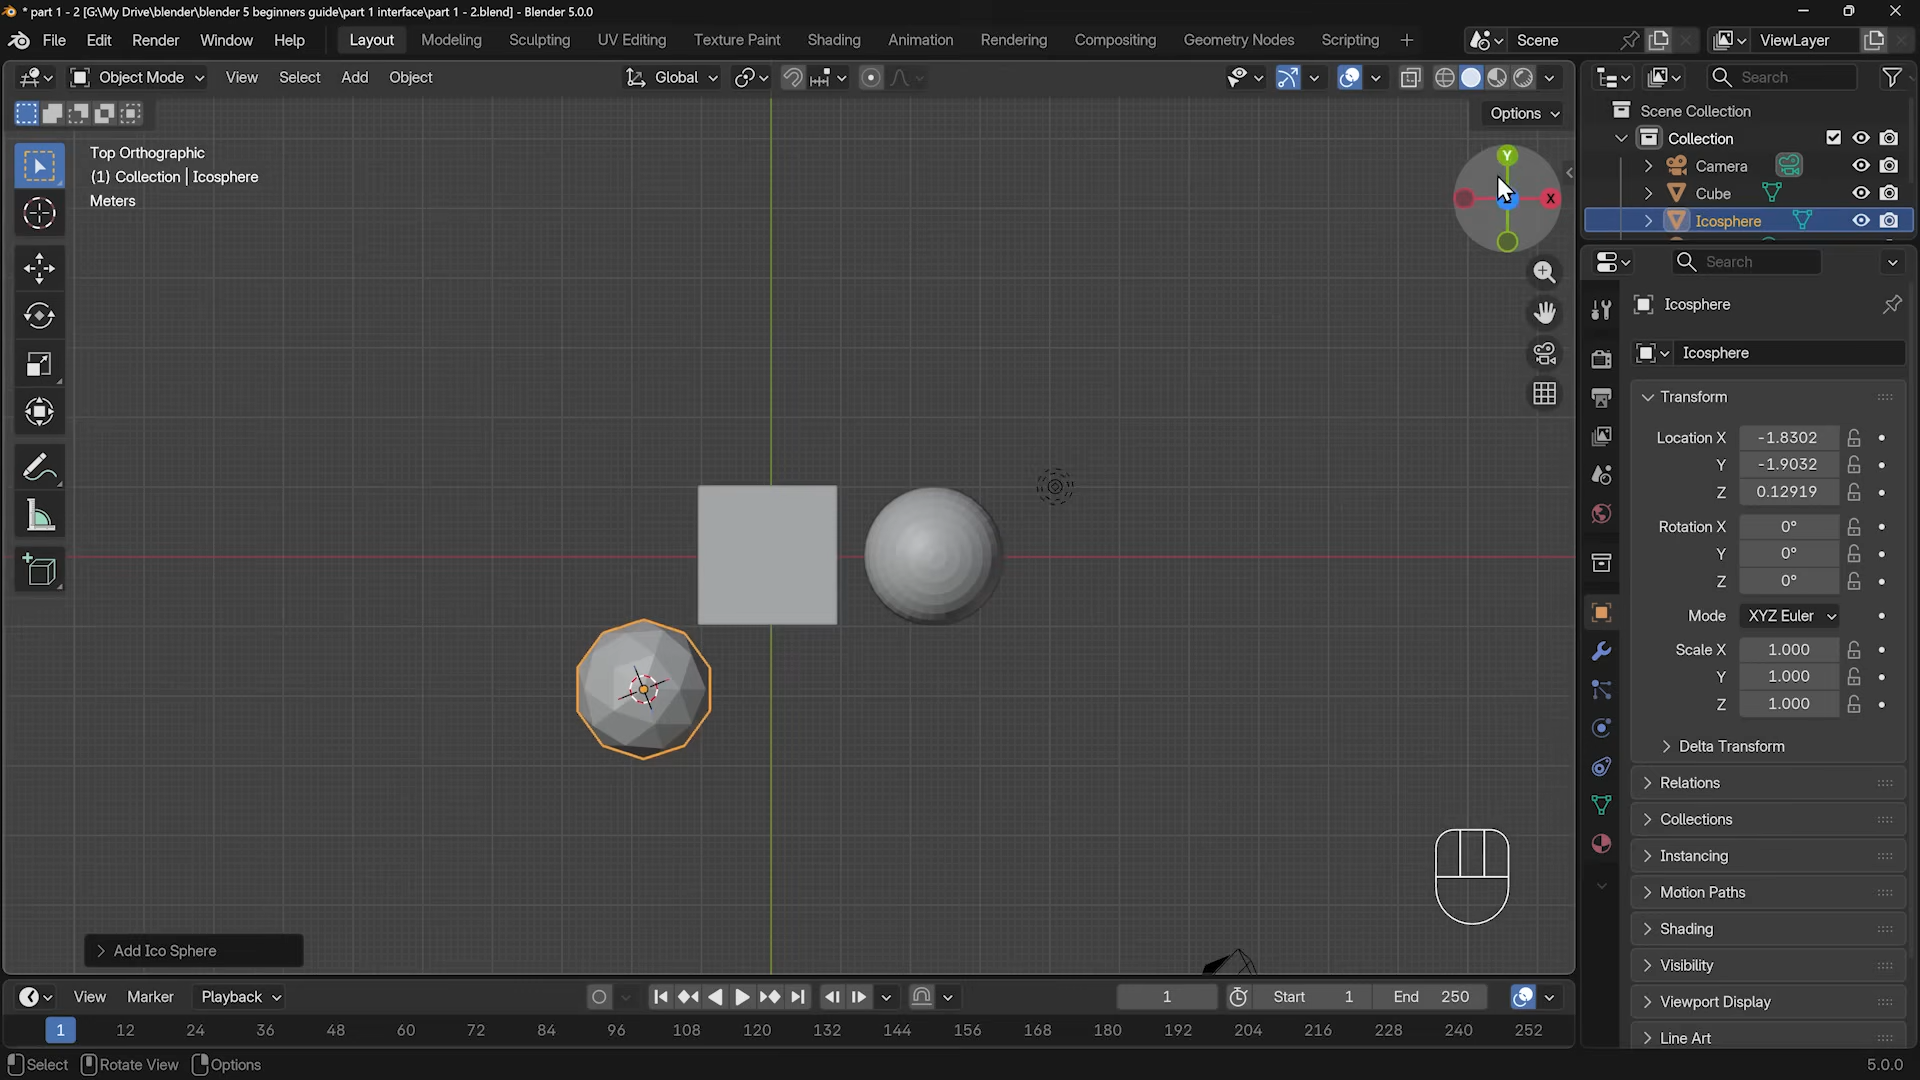 * part 1 - 2 [G:\My Drive\blender\blender 5 beginners guide\part 1 interface\part 1 - 2.blend] - Blender 5.0.0
File Edit Render Window Help Layout Modeling Sculpting UV Editing Texture Paint Shading Animation Rendering Compositing Geometry Nodes Scripting + Scene ViewLayer
Object Mode View Select Add Object Global Search
Options
Scene Collection
Collection
Camera
Cube
Icosphere
Top Orthographic
(1) Collection | Icosphere
Meters
Y
X
Z
Search
Icosphere
Icosphere
Transform
Location X -1.8302
Y -1.9032
Z 0.12919
Rotation X 0°
Y 0°
Z 0°
Mode XYZ Euler
Scale X 1.000
Y 1.000
Z 1.000
Delta Transform
Relations
Collections
Instancing
Motion Paths
Shading
Visibility
Viewport Display
Line Art
Add Ico Sphere
View Marker Playback 1 Start 1 End 250
1 12 24 36 48 60 72 84 96 108 120 132 144 156 168 180 192 204 216 228 240 252
Select Rotate View Options 5.0.0